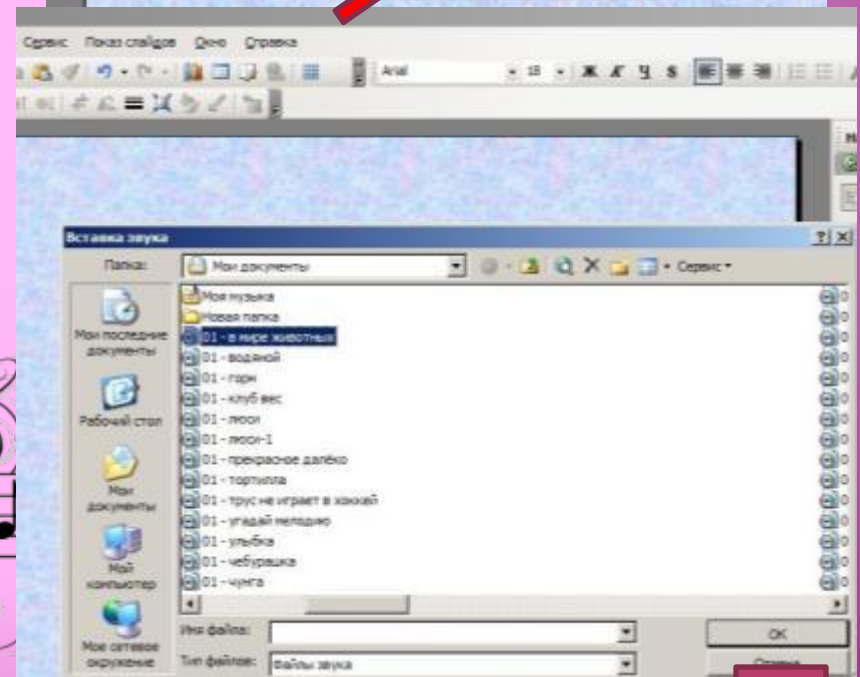 Сервис Показ слайдов Окно Справка
Arial 18 Ж К Ч S
Вставка звука
Папка: Мои документы Сервис
Моя музыка
Новая папка
01 - в мире животных
01 - водяной
01 - горн
01 - клуб вес
01 - люси
01 - люси-1
01 - прекрасное далёко
01 - тортилла
01 - трус не играет в хоккей
01 - угадай мелодию
01 - улыбка
01 - чебурашка
01 - чунга
Мои последние документы
Рабочий стол
Мои документы
Мой компьютер
Мое сетевое окружение
Имя файла:
OK
Тип файлов: Файлы звука
Отмена